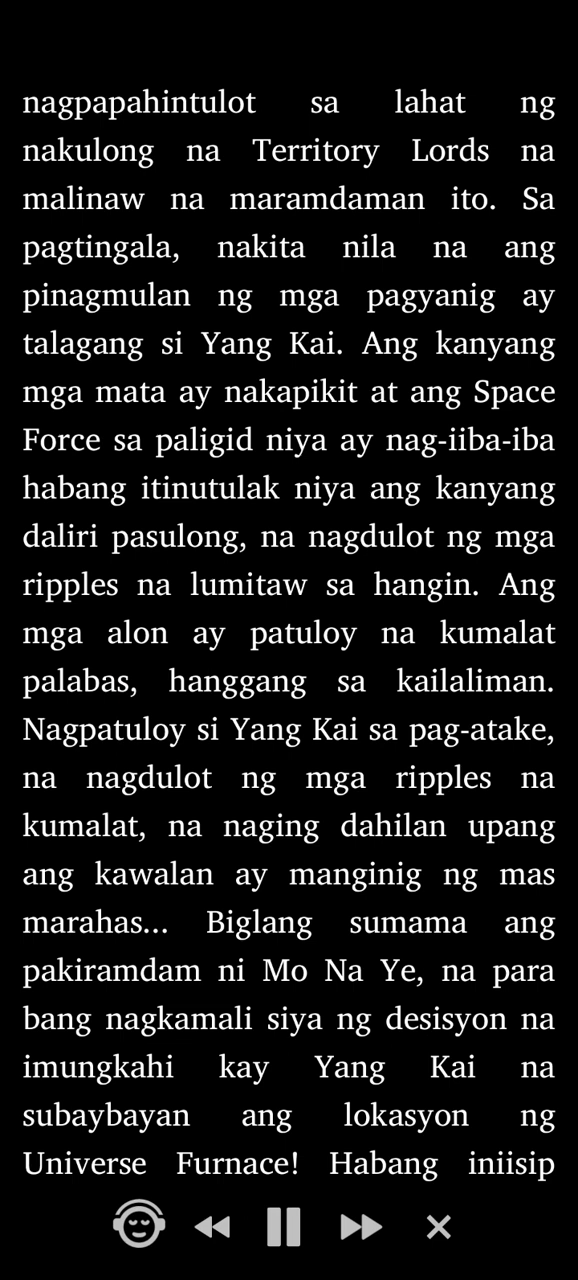 nagpapahintulot sa lahat ng
nakulong na Territory Lords na
malinaw na maramdaman ito. Sa
pagtingala, nakita nila na ang
pinagmulan ng mga pagyanig ay
talagang si Yang Kai. Ang kanyang
mga mata ay nakapikit at ang Space
Force sa paligid niya ay nag-iiba-iba
habang itinutulak niya ang kanyang
daliri pasulong, na nagdulot ng mga
ripples na lumitaw sa hangin. Ang
mga alon ay patuloy na kumalat
palabas, hanggang sa kailaliman.
Nagpatuloy si Yang Kai sa pag-atake,
na nagdulot ng mga ripples na
kumalat, na naging dahilan upang
ang kawalan ay manginig ng mas
marahas... Biglang sumama ang
pakiramdam ni Mo Na Ye, na para
bang nagkamali siya ng desisyon na
imungkahi kay Yang Kai na
subaybayan ang lokasyon ng
Universe Furnace! Habang iniisip